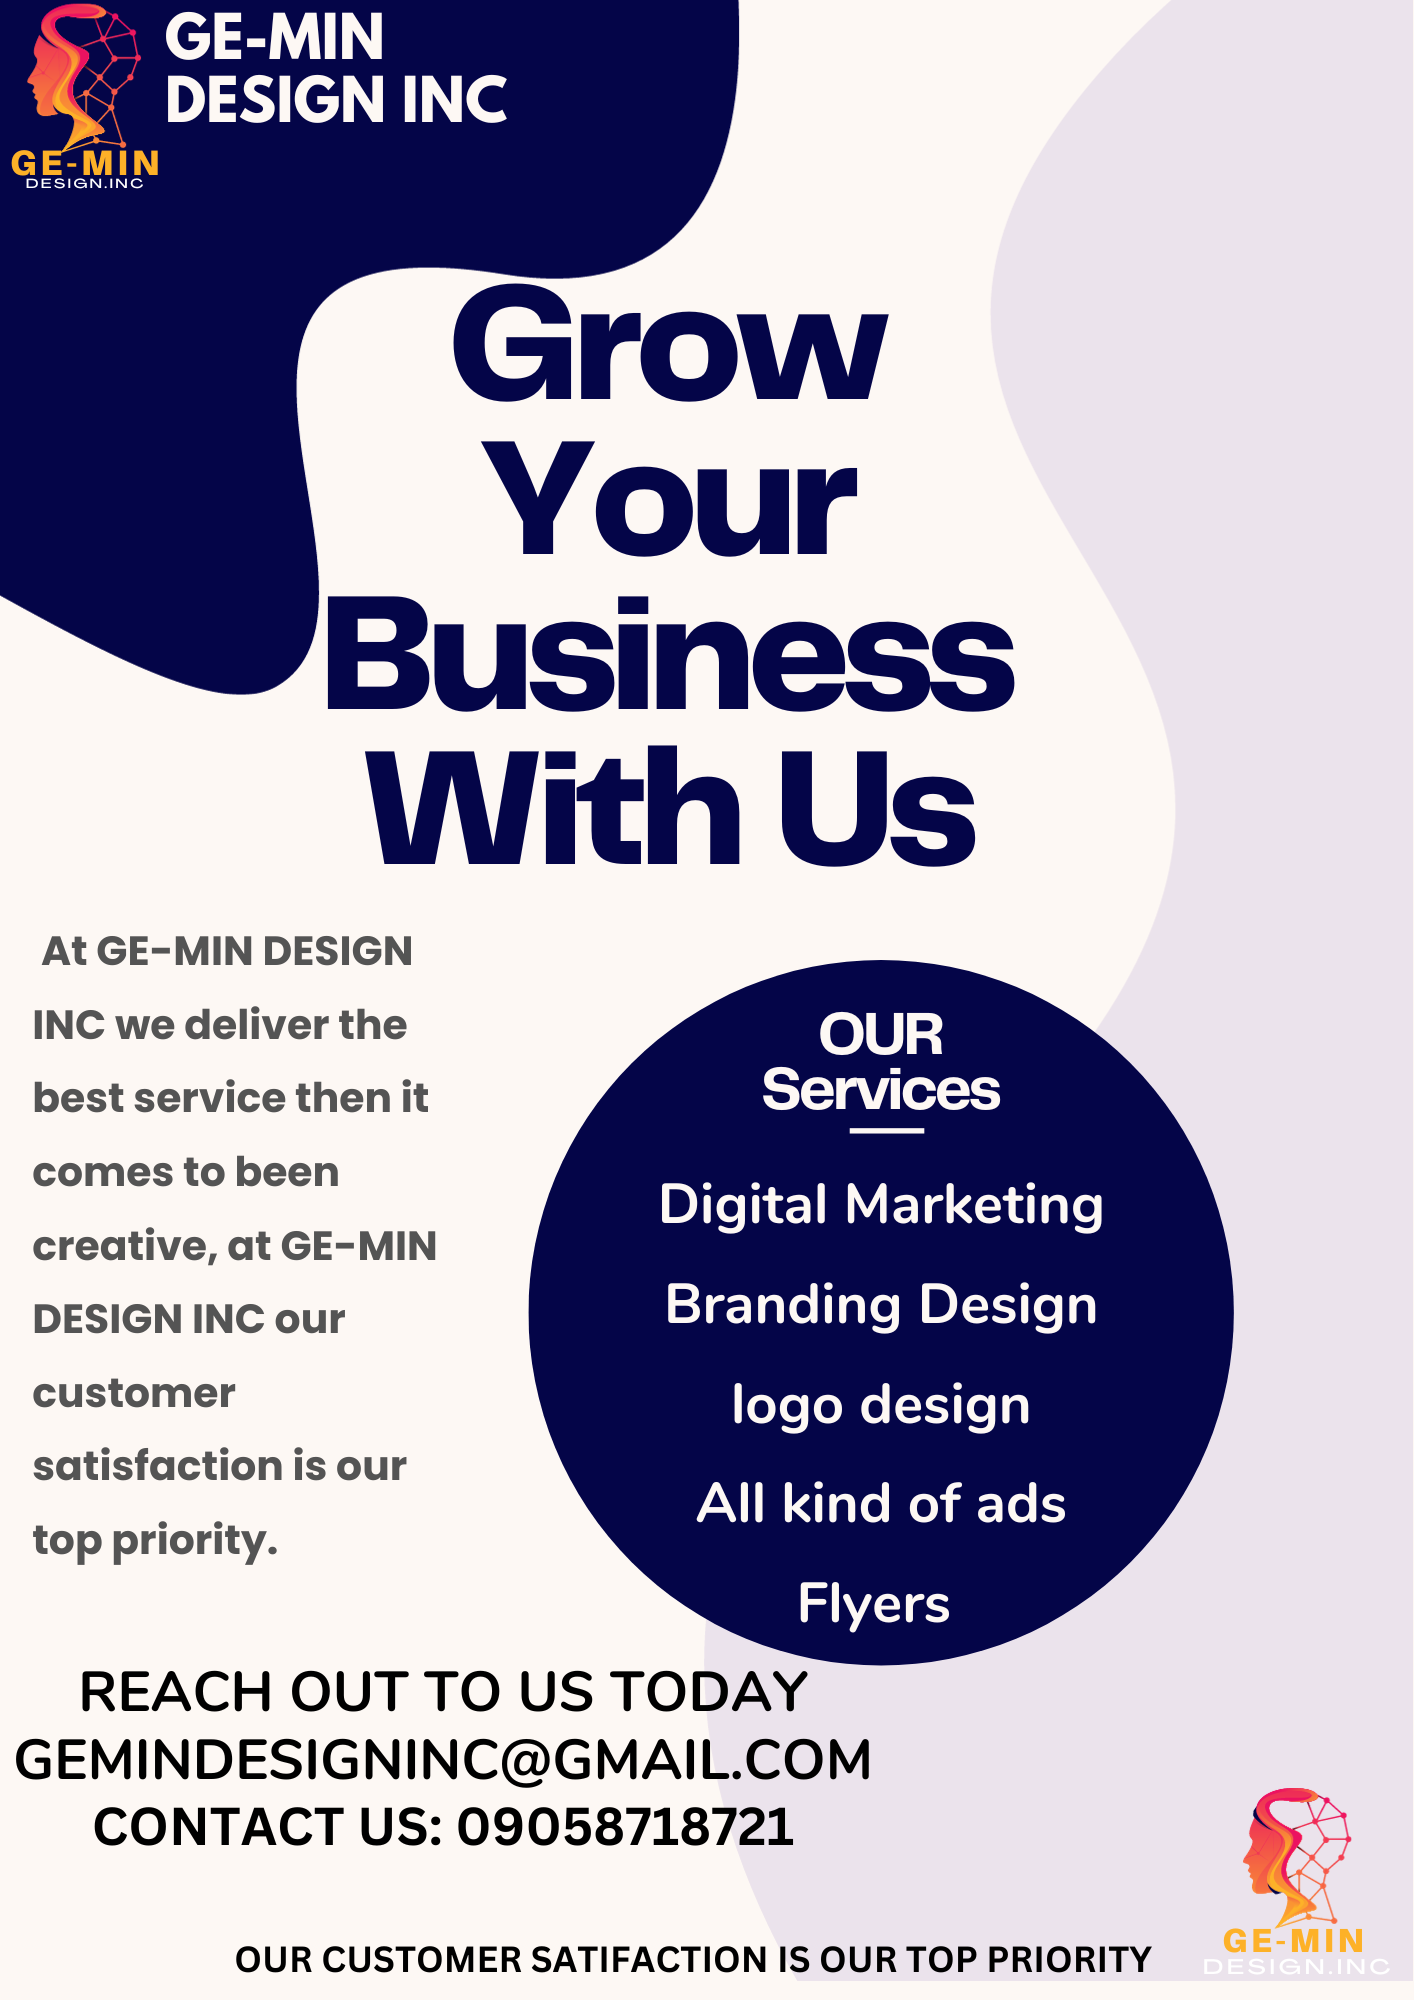 GE-MIN
DESIGN INC
GE-MIN
DESIGN.INC
Grow
Your
Business
With Us
At GE-MIN DESIGN
INC we deliver the
best service then it
comes to been
creative, at GE-MIN
DESIGN INC our
customer
satisfaction is our
top priority.
OUR
Services
Digital Marketing
Branding Design
logo design
All kind of ads
Flyers
REACH OUT TO US TODAY
GEMINDESIGNINC@GMAIL.COM
CONTACT US: 09058718721
OUR CUSTOMER SATIFACTION IS OUR TOP PRIORITY
GE-MIN
DESIGN.INC